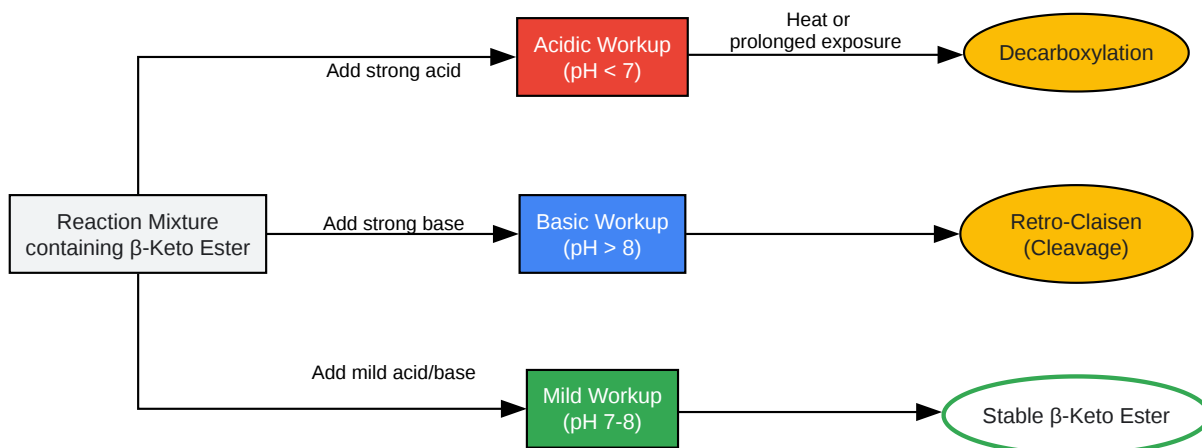 Add strong acid
Acidic Workup
(pH < 7)
Heat or
prolonged exposure
Decarboxylation
Reaction Mixture
containing β-Keto Ester
Add strong base
Basic Workup
(pH > 8)
Retro-Claisen
(Cleavage)
Add mild acid/base
Mild Workup
(pH 7-8)
Stable β-Keto Ester